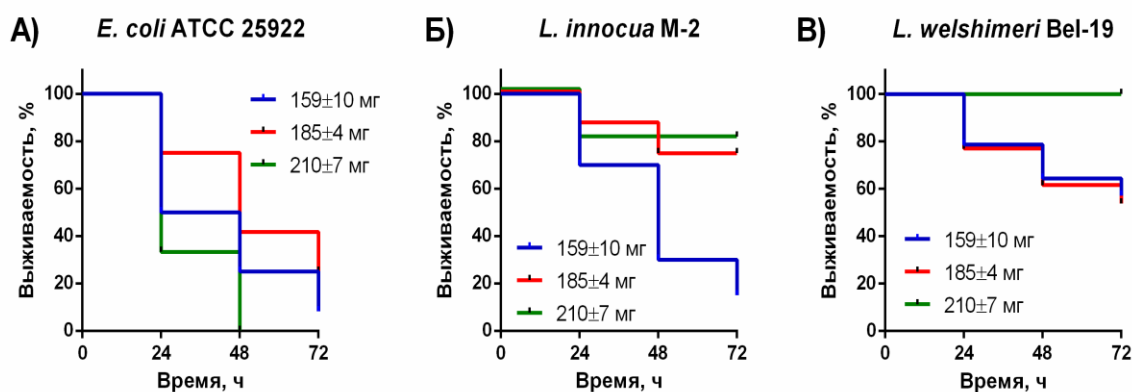 А) E. coli ATCC 25922
Выживаемость, %
100
80
60
40
20
0
0 24 48 72
Время, ч
159±10 мг
185±4 мг
210±7 мг
Б) L. innocua M-2
Выживаемость, %
100
80
60
40
20
0
0 24 48 72
Время, ч
159±10 мг
185±4 мг
210±7 мг
В) L. welshimeri Bel-19
Выживаемость, %
100
80
60
40
20
0
0 24 48 72
Время, ч
159±10 мг
185±4 мг
210±7 мг